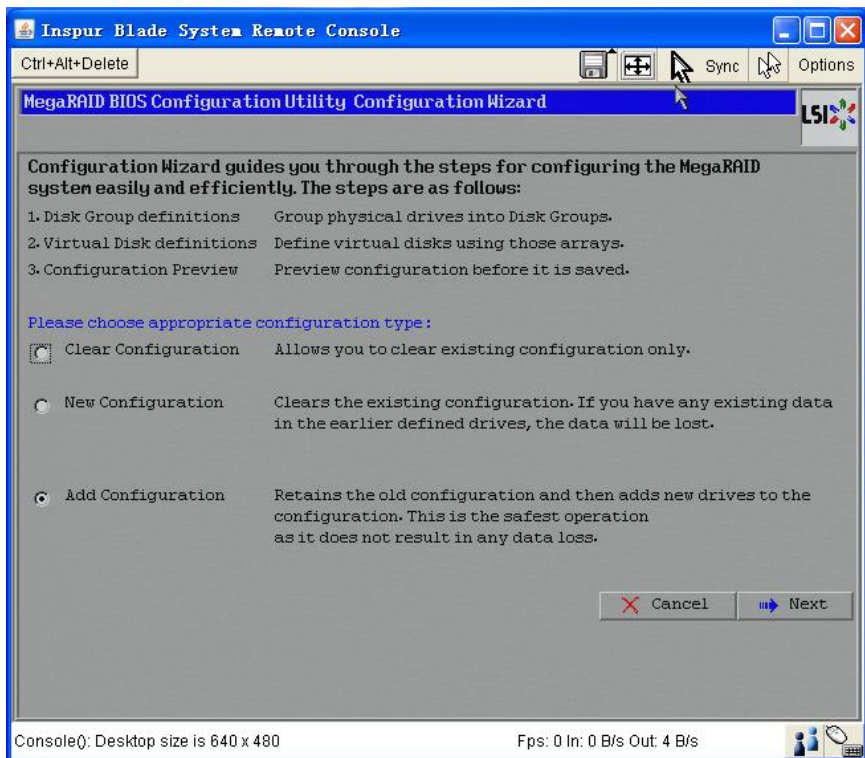 Inspur Blade System Remote Console
Ctrl+Alt+Delete Sync Options
MegaRAID BIOS Configuration Utility Configuration Wizard
LSI
Configuration Wizard guides you through the steps for configuring the MegaRAID
system easily and efficiently. The steps are as follows:
1. Disk Group definitions Group physical drives into Disk Groups.
2. Virtual Disk definitions Define virtual disks using those arrays.
3. Configuration Preview Preview configuration before it is saved.
Please choose appropriate configuration type:
Clear Configuration Allows you to clear existing configuration only.
New Configuration Clears the existing configuration. If you have any existing data
in the earlier defined drives, the data will be lost.
Add Configuration Retains the old configuration and then adds new drives to the
configuration. This is the safest operation
as it does not result in any data loss.
Cancel Next
Console(): Desktop size is 640 x 480 Fps: 0 In: 0 B/s Out: 4 B/s